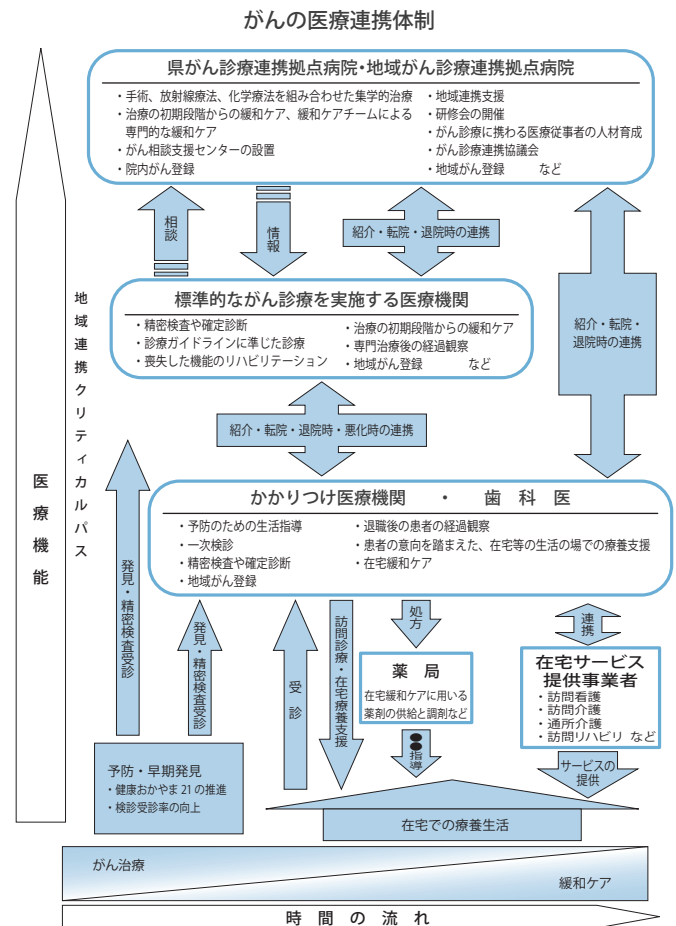 がんの医療連携体制
県がん診療連携拠点病院・地域がん診療連携拠点病院
・手術、放射線療法、化学療法を組み合わせた集学的治療
・治療の初期段階からの緩和ケア、緩和ケアチームによる
専門的な緩和ケア
・がん相談支援センターの設置
・院内がん登録
・地域連携支援
・研修会の開催
・がん診療に携わる医療従事者の人材育成
・がん診療連携協議会
・地域がん登録 など
相談
情報
紹介・転院・退院時の連携
紹介・転院・
退院時の連携
標準的ながん診療を実施する医療機関
・精密検査や確定診断
・診療ガイドラインに準じた診療
・喪失した機能のリハビリテーション
・治療の初期段階からの緩和ケア
・専門治療後の経過観察
・地域がん登録 など
地域連携クリティカルパス
医療機能
紹介・転院・退院時・悪化時の連携
かかりつけ医療機関 ・ 歯科医
・予防のための生活指導
・一次検診
・精密検査や確定診断
・地域がん登録
・退職後の患者の経過観察
・患者の意向を踏まえた、在宅等の生活の場での療養支援
・在宅緩和ケア
発見・精密検査受診
発見・精密検査受診
受診
訪問診療・在宅療養支援
処方
連携
薬局
在宅緩和ケアに用いる
薬剤の供給と調剤など
指導
在宅サービス
提供事業者
・訪問看護
・訪問介護
・通所介護
・訪問リハビリ など
サービスの
提供
予防・早期発見
・健康おかやま21の推進
・検診受診率の向上
在宅での療養生活
がん治療
緩和ケア
時間の流れ